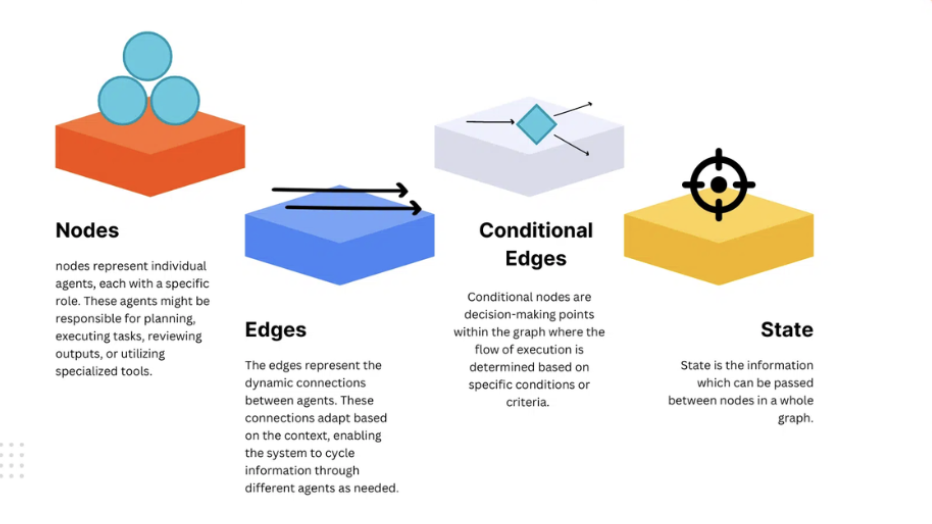 Nodes
nodes represent individual
agents, each with a specific
role. These agents might be
responsible for planning,
executing tasks, reviewing
outputs, or utilizing
specialized tools.
Edges
The edges represent the
dynamic connections
between agents. These
connections adapt based
on the context, enabling
the system to cycle
information through
different agents as needed.
Conditional
Edges
Conditional nodes are
decision-making points
within the graph where the
flow of execution is
determined based on
specific conditions or
criteria.
State
State is the information
which can be passed
between nodes in a whole
graph.